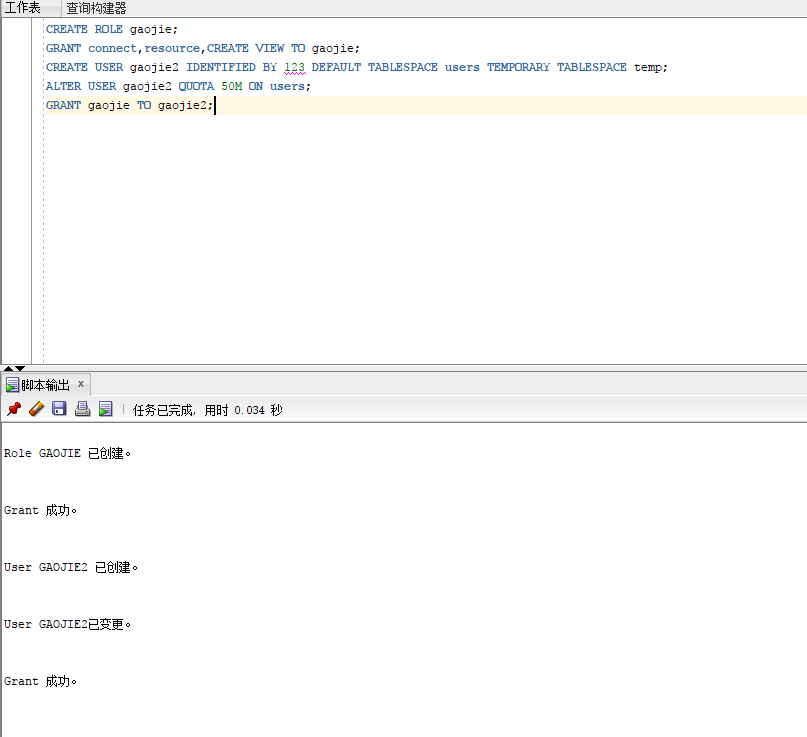 工作表 查询构建器
CREATE ROLE gaojie;
GRANT connect,resource,CREATE VIEW TO gaojie;
CREATE USER gaojie2 IDENTIFIED BY 123 DEFAULT TABLESPACE users TEMPORARY TABLESPACE temp;
ALTER USER gaojie2 QUOTA 50M ON users;
GRANT gaojie TO gaojie2;
脚本输出 x
任务已完成, 用时 0.034 秒
Role GAOJIE 已创建。
Grant 成功。
User GAOJIE2 已创建。
User GAOJIE2已变更。
Grant 成功。